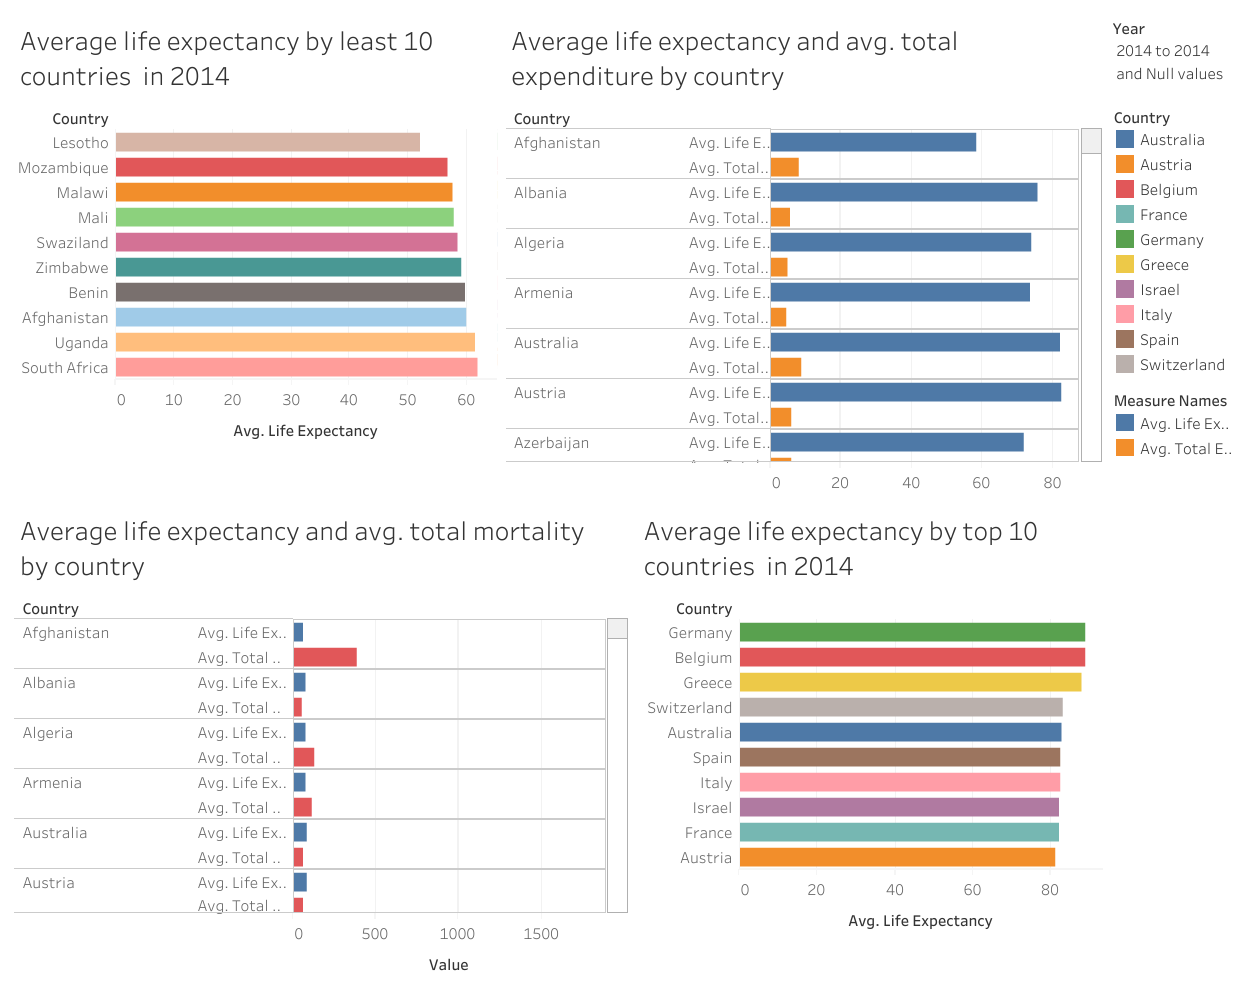 Average life expectancy by least 10
countries in 2014
Country
Lesotho
Mozambique
Malawi
Mali
Swaziland
Zimbabwe
Benin
Afghanistan
Uganda
South Africa
0 10 20 30 40 50 60
Avg. Life Expectancy
Average life expectancy and avg. total
expenditure by country
Country
Afghanistan Avg. Life E..
Avg. Total..
Albania Avg. Life E..
Avg. Total..
Algeria Avg. Life E..
Avg. Total..
Armenia Avg. Life E..
Avg. Total..
Australia Avg. Life E..
Avg. Total..
Austria Avg. Life E..
Avg. Total..
Azerbaijan Avg. Life E..
0 20 40 60 80
Year
2014 to 2014
and Null values
Country
Australia
Austria
Belgium
France
Germany
Greece
Israel
Italy
Spain
Switzerland
Measure Names
Avg. Life Ex..
Avg. Total E..
Average life expectancy and avg. total mortality
by country
Country
Afghanistan Avg. Life Ex..
Avg. Total ..
Albania Avg. Life Ex..
Avg. Total ..
Algeria Avg. Life Ex..
Avg. Total ..
Armenia Avg. Life Ex..
Avg. Total ..
Australia Avg. Life Ex..
Avg. Total ..
Austria Avg. Life Ex..
Avg. Total ..
0 500 1000 1500
Value
Average life expectancy by top 10
countries in 2014
Country
Germany
Belgium
Greece
Switzerland
Australia
Spain
Italy
Israel
France
Austria
0 20 40 60 80
Avg. Life Expectancy